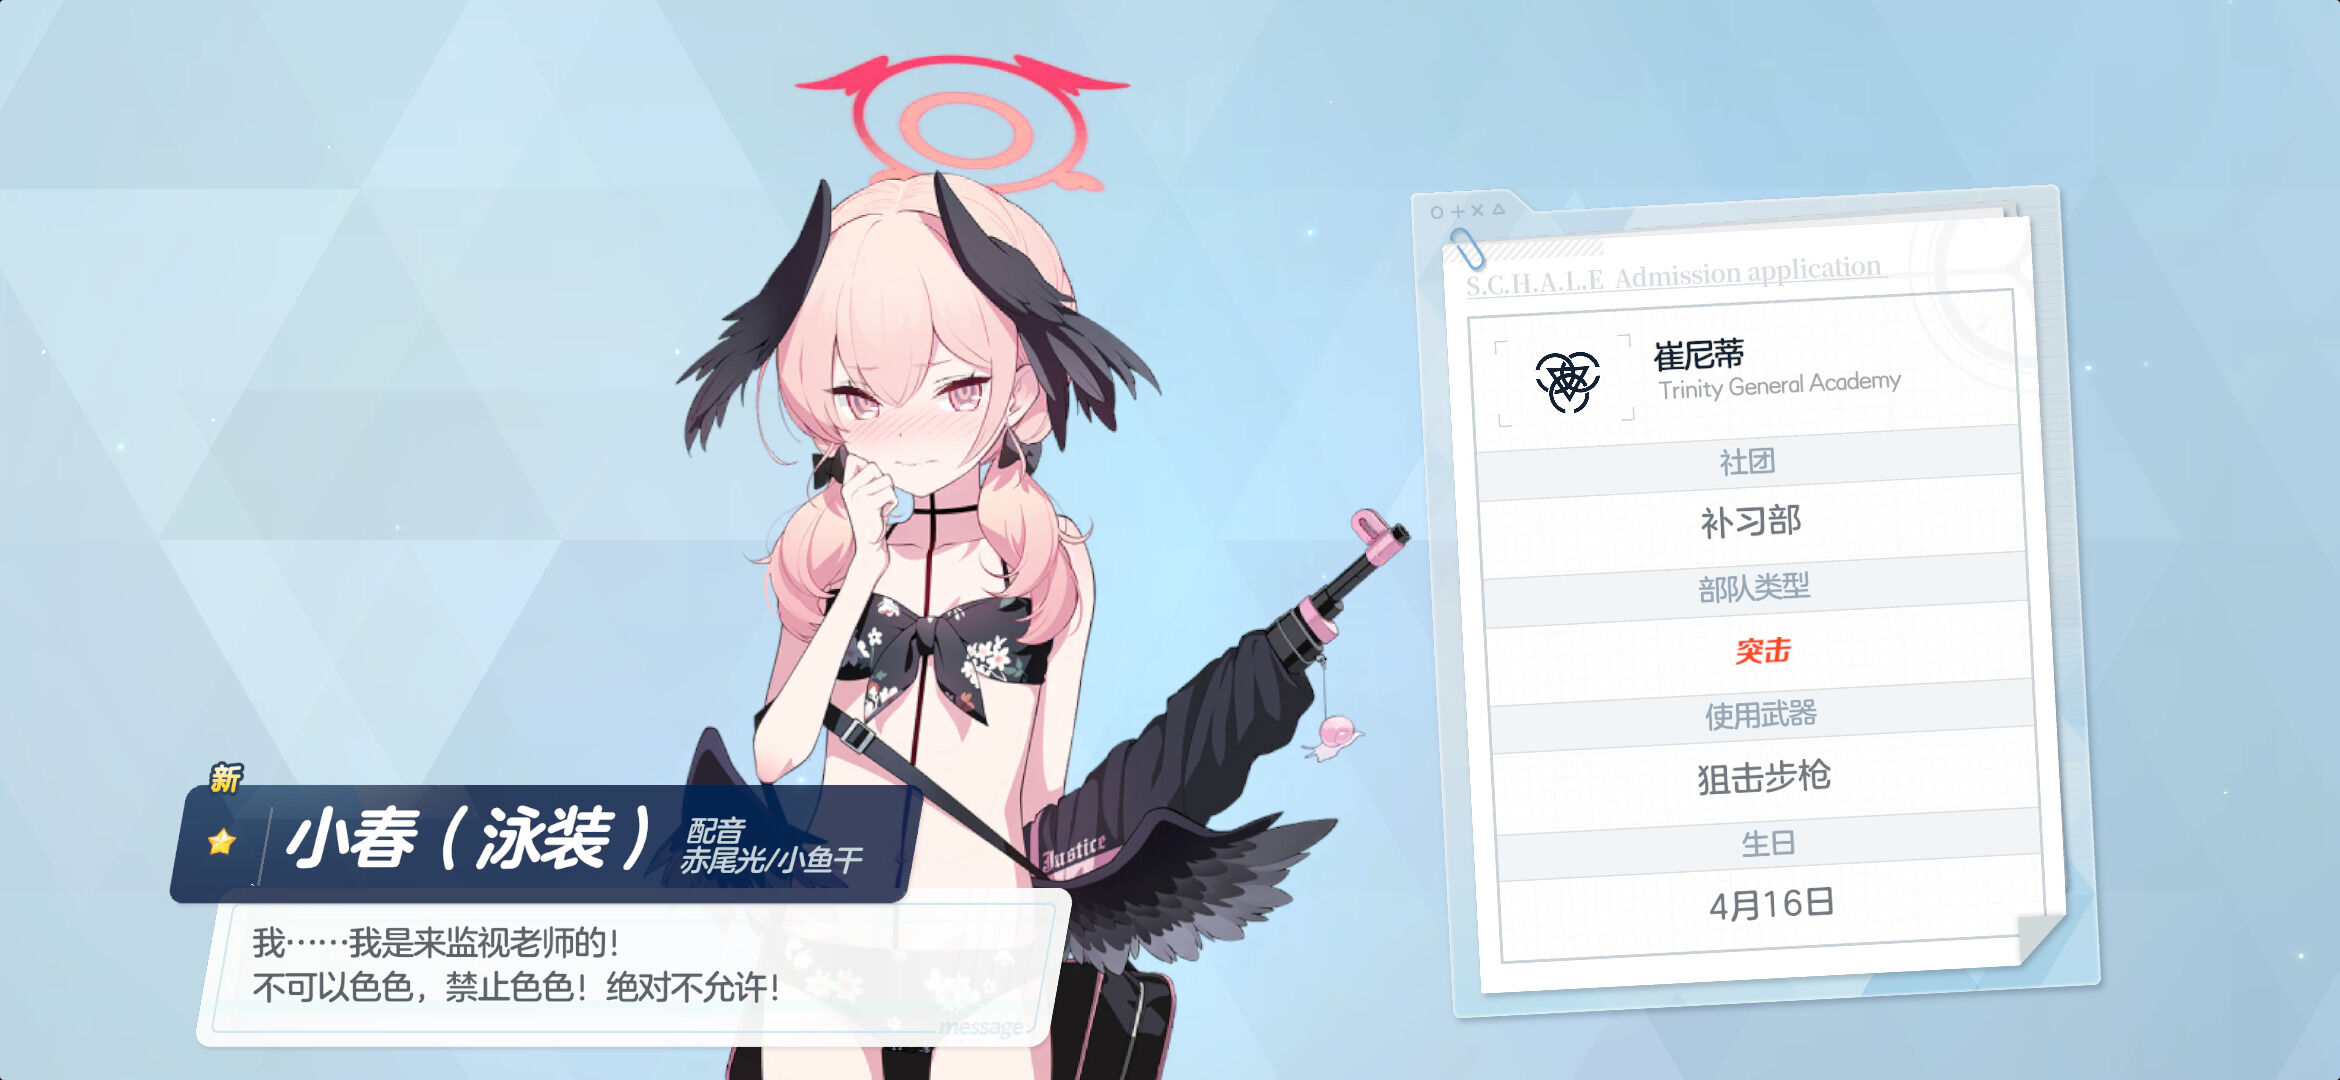 新
小春（泳装）
配音
赤尾光/小鱼干
我……我是来监视老师的！
不可以色色，禁止色色！绝对不允许！
message
Justice
S.C.H.A.L.E Admission application
崔尼蒂
Trinity General Academy
社团
补习部
部队类型
突击
使用武器
狙击步枪
生日
4月16日